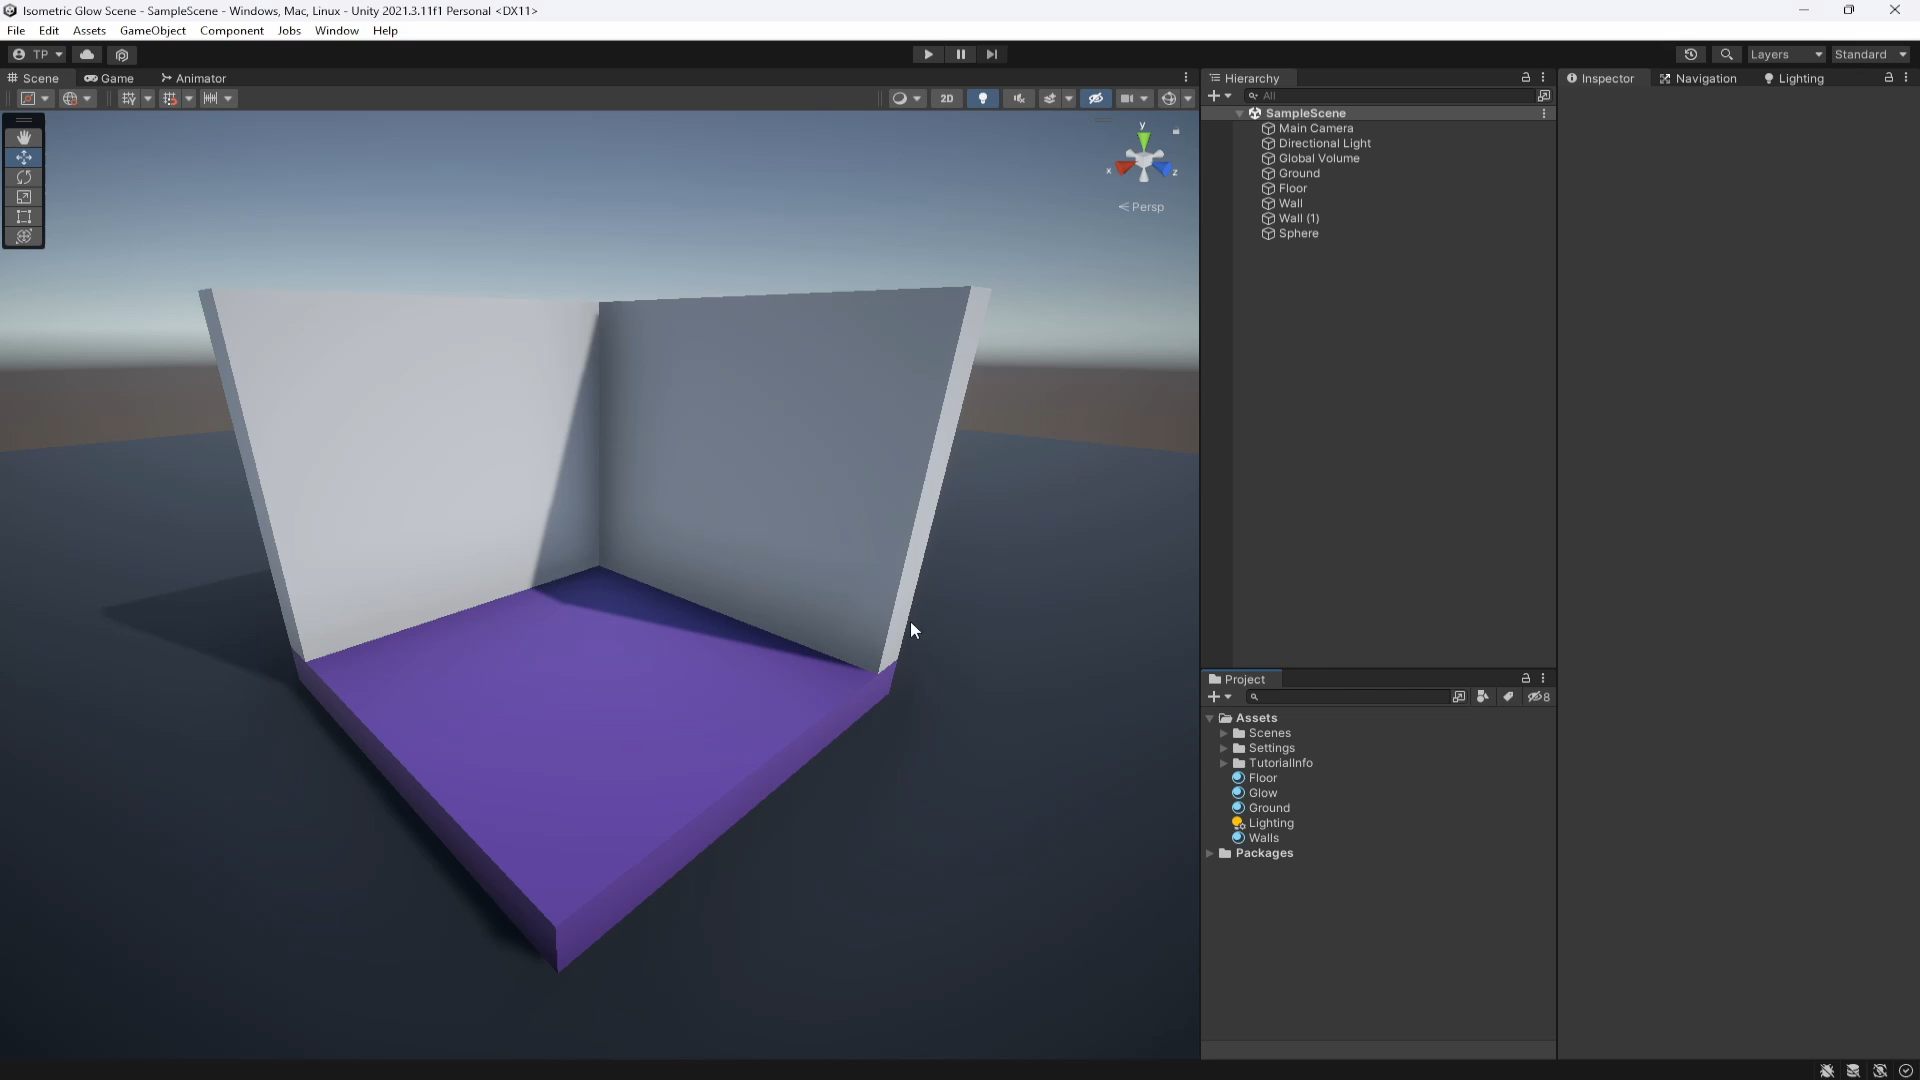 Isometric Glow Scene - SampleScene - Windows, Mac, Linux - Unity 2021.3.11f1 Personal <DX11>
File Edit Assets GameObject Component Jobs Window Help
TP Layers Standard
Scene Game Animator
2D
y
x z
Persp
Hierarchy
All
SampleScene
Main Camera
Directional Light
Global Volume
Ground
Floor
Wall
Wall (1)
Sphere
Project
8
Assets
Scenes
Settings
TutorialInfo
Floor
Glow
Ground
Lighting
Walls
Packages
Inspector Navigation Lighting